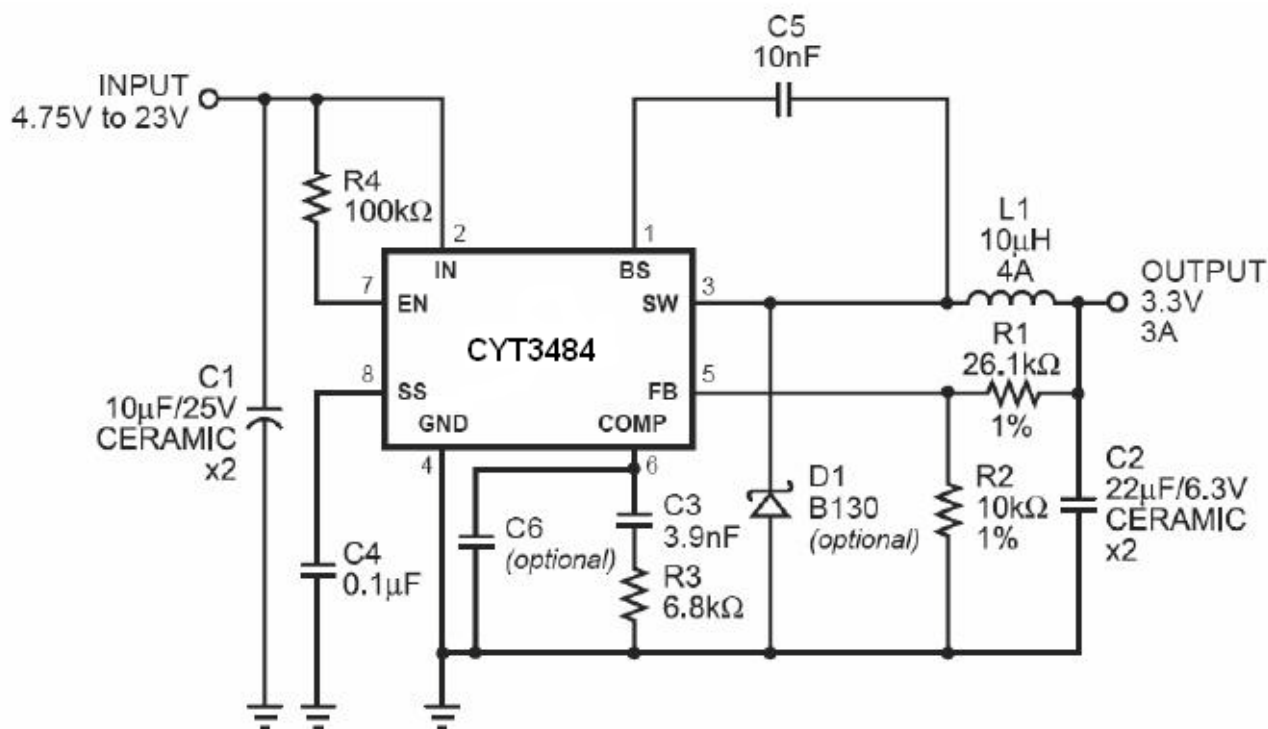 C5
10nF
INPUT
4.75V to 23V
R4
100kΩ
2
1
IN
BS
L1
10μH
4A
OUTPUT
3.3V
3A
7
EN
SW
3
CYT3484
R1
26.1kΩ
1%
8
SS
FB
5
C1
10μF/25V
CERAMIC
x2
GND
COMP
4
6
C4
0.1μF
C6
(optional)
C3
3.9nF
R3
6.8kΩ
D1
B130
(optional)
R2
10kΩ
1%
C2
22μF/6.3V
CERAMIC
x2